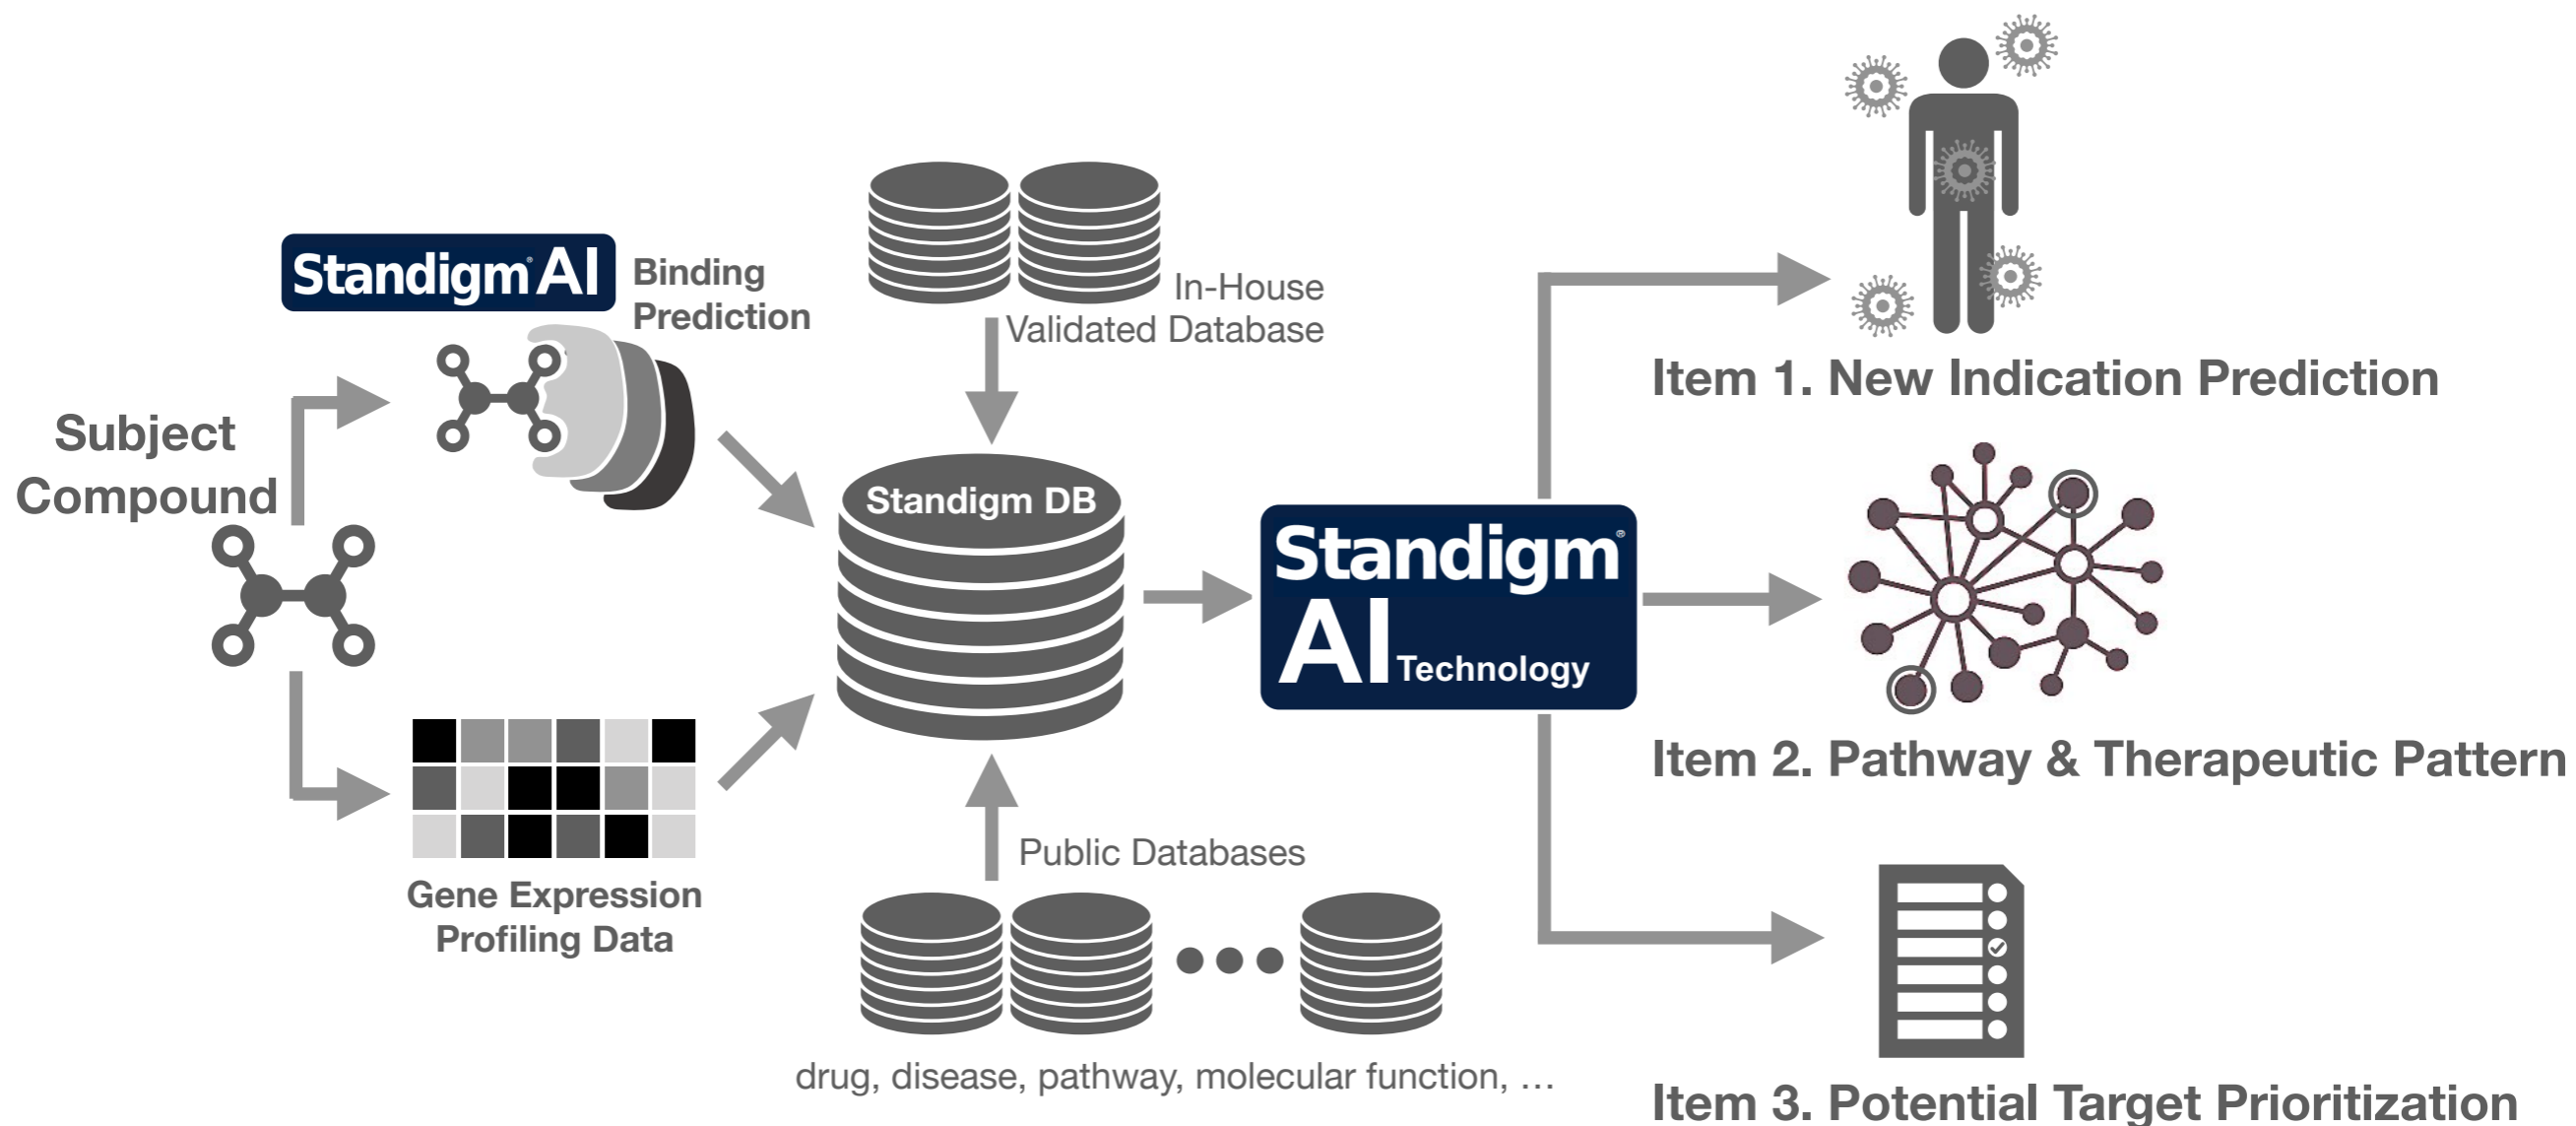 Subject
Compound
Standigm® AI
Binding
Prediction
Gene Expression
Profiling Data
In-House
Validated Database
Standigm DB
Public Databases
drug, disease, pathway, molecular function, …
Standigm®
AI Technology
Item 1. New Indication Prediction
Item 2. Pathway & Therapeutic Pattern
Item 3. Potential Target Prioritization